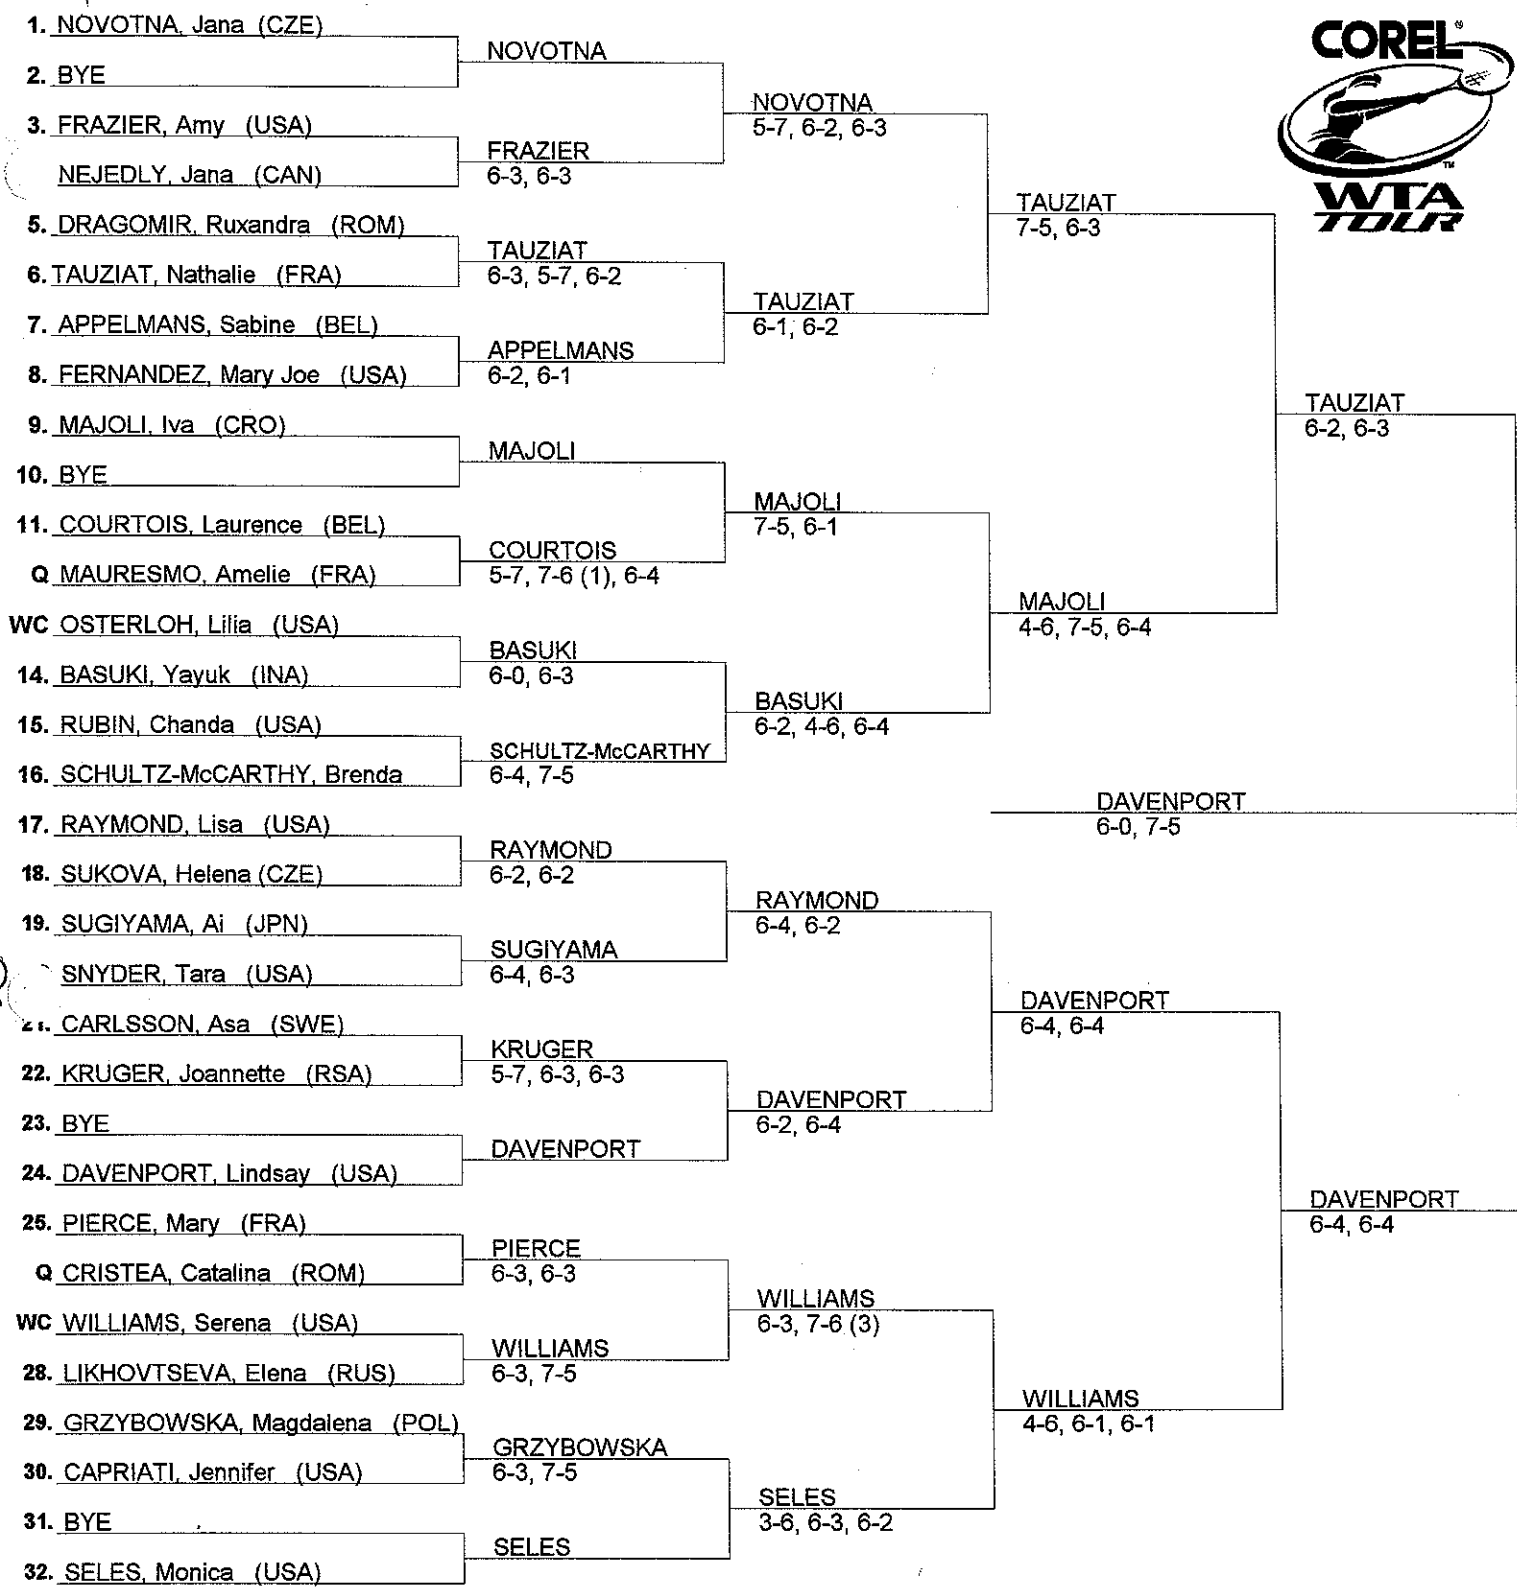 1. NOVOTNA, Jana (CZE)
2. BYE
3. FRAZIER, Amy (USA)
NEJEDLY, Jana (CAN)
5. DRAGOMIR, Ruxandra (ROM)
6. TAUZIAT, Nathalie (FRA)
7. APPELMANS, Sabine (BEL)
8. FERNANDEZ, Mary Joe (USA)
9. MAJOLI, Iva (CRO)
10. BYE
11. COURTOIS, Laurence (BEL)
Q MAURESMO, Amelie (FRA)
WC OSTERLOH, Lilia (USA)
14. BASUKI, Yayuk (INA)
15. RUBIN, Chanda (USA)
16. SCHULTZ-McCARTHY, Brenda
17. RAYMOND, Lisa (USA)
18. SUKOVA, Helena (CZE)
19. SUGIYAMA, Ai (JPN)
SNYDER, Tara (USA)
21. CARLSSON, Asa (SWE)
22. KRUGER, Joannette (RSA)
23. BYE
24. DAVENPORT, Lindsay (USA)
25. PIERCE, Mary (FRA)
Q CRISTEA, Catalina (ROM)
WC WILLIAMS, Serena (USA)
28. LIKHOVTSEVA, Elena (RUS)
29. GRZYBOWSKA, Magdalena (POL)
30. CAPRIATI, Jennifer (USA)
31. BYE
32. SELES, Monica (USA)
NOVOTNA
FRAZIER
6-3, 6-3
TAUZIAT
6-3, 5-7, 6-2
APPELMANS
6-2, 6-1
MAJOLI
COURTOIS
5-7, 7-6 (1), 6-4
BASUKI
6-0, 6-3
SCHULTZ-McCARTHY
6-4, 7-5
RAYMOND
6-2, 6-2
SUGIYAMA
6-4, 6-3
KRUGER
5-7, 6-3, 6-3
DAVENPORT
PIERCE
6-3, 6-3
WILLIAMS
6-3, 7-5
GRZYBOWSKA
6-3, 7-5
SELES
NOVOTNA
5-7, 6-2, 6-3
TAUZIAT
6-1, 6-2
MAJOLI
7-5, 6-1
BASUKI
6-2, 4-6, 6-4
RAYMOND
6-4, 6-2
DAVENPORT
6-2, 6-4
WILLIAMS
6-3, 7-6 (3)
SELES
3-6, 6-3, 6-2
TAUZIAT
7-5, 6-3
MAJOLI
4-6, 7-5, 6-4
DAVENPORT
6-4, 6-4
WILLIAMS
4-6, 6-1, 6-1
TAUZIAT
6-2, 6-3
DAVENPORT
6-4, 6-4
DAVENPORT
6-0, 7-5
COREL®
™
WTA
TOUR